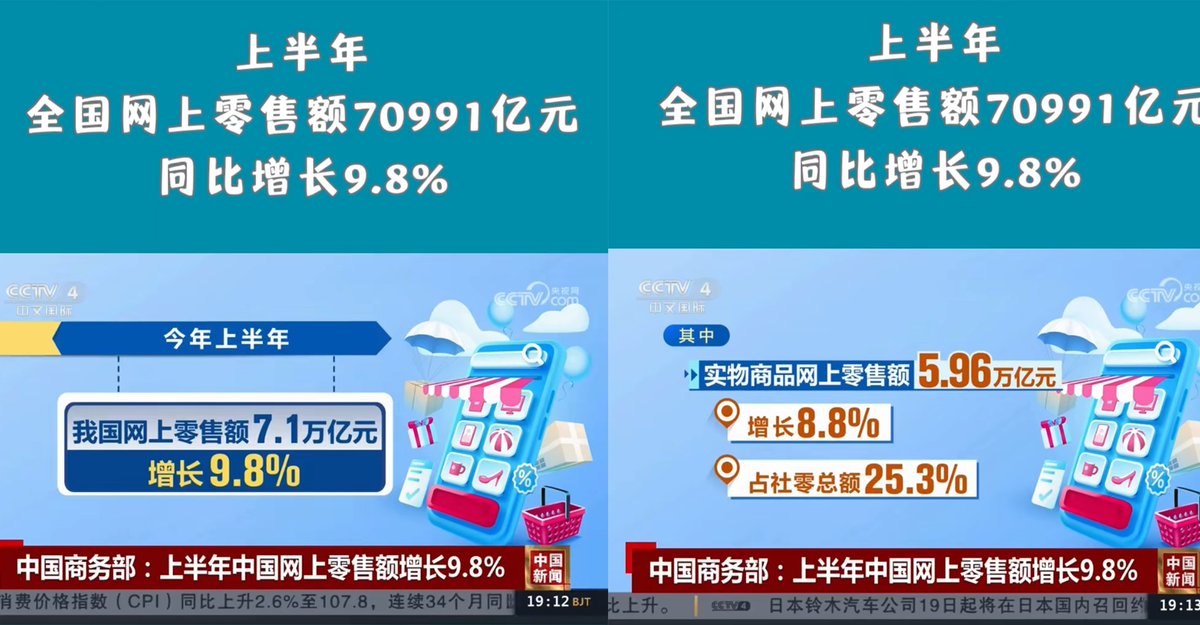 上半年
全国网上零售额70991亿元
同比增长9.8%
CCTV 4
中文国际
央视网
CCTV.com
今年上半年
我国网上零售额7.1万亿元
增长9.8%
中国商务部：上半年中国网上零售额增长9.8%
中国
新闻
消费价格指数（CPI）同比上升2.6%至107.8，连续34个月同
19:12 BJT
上半年
全国网上零售额70991亿元
同比增长9.8%
CCTV 4
中文国际
央视网
CCTV.com
其中
实物商品网上零售额5.96万亿元
增长8.8%
占社零总额25.3%
中国商务部：上半年中国网上零售额增长9.8%
中国
新闻
比上升。 CCTV4 日本铃木汽车公司19日起将在日本国内召回约
19:13